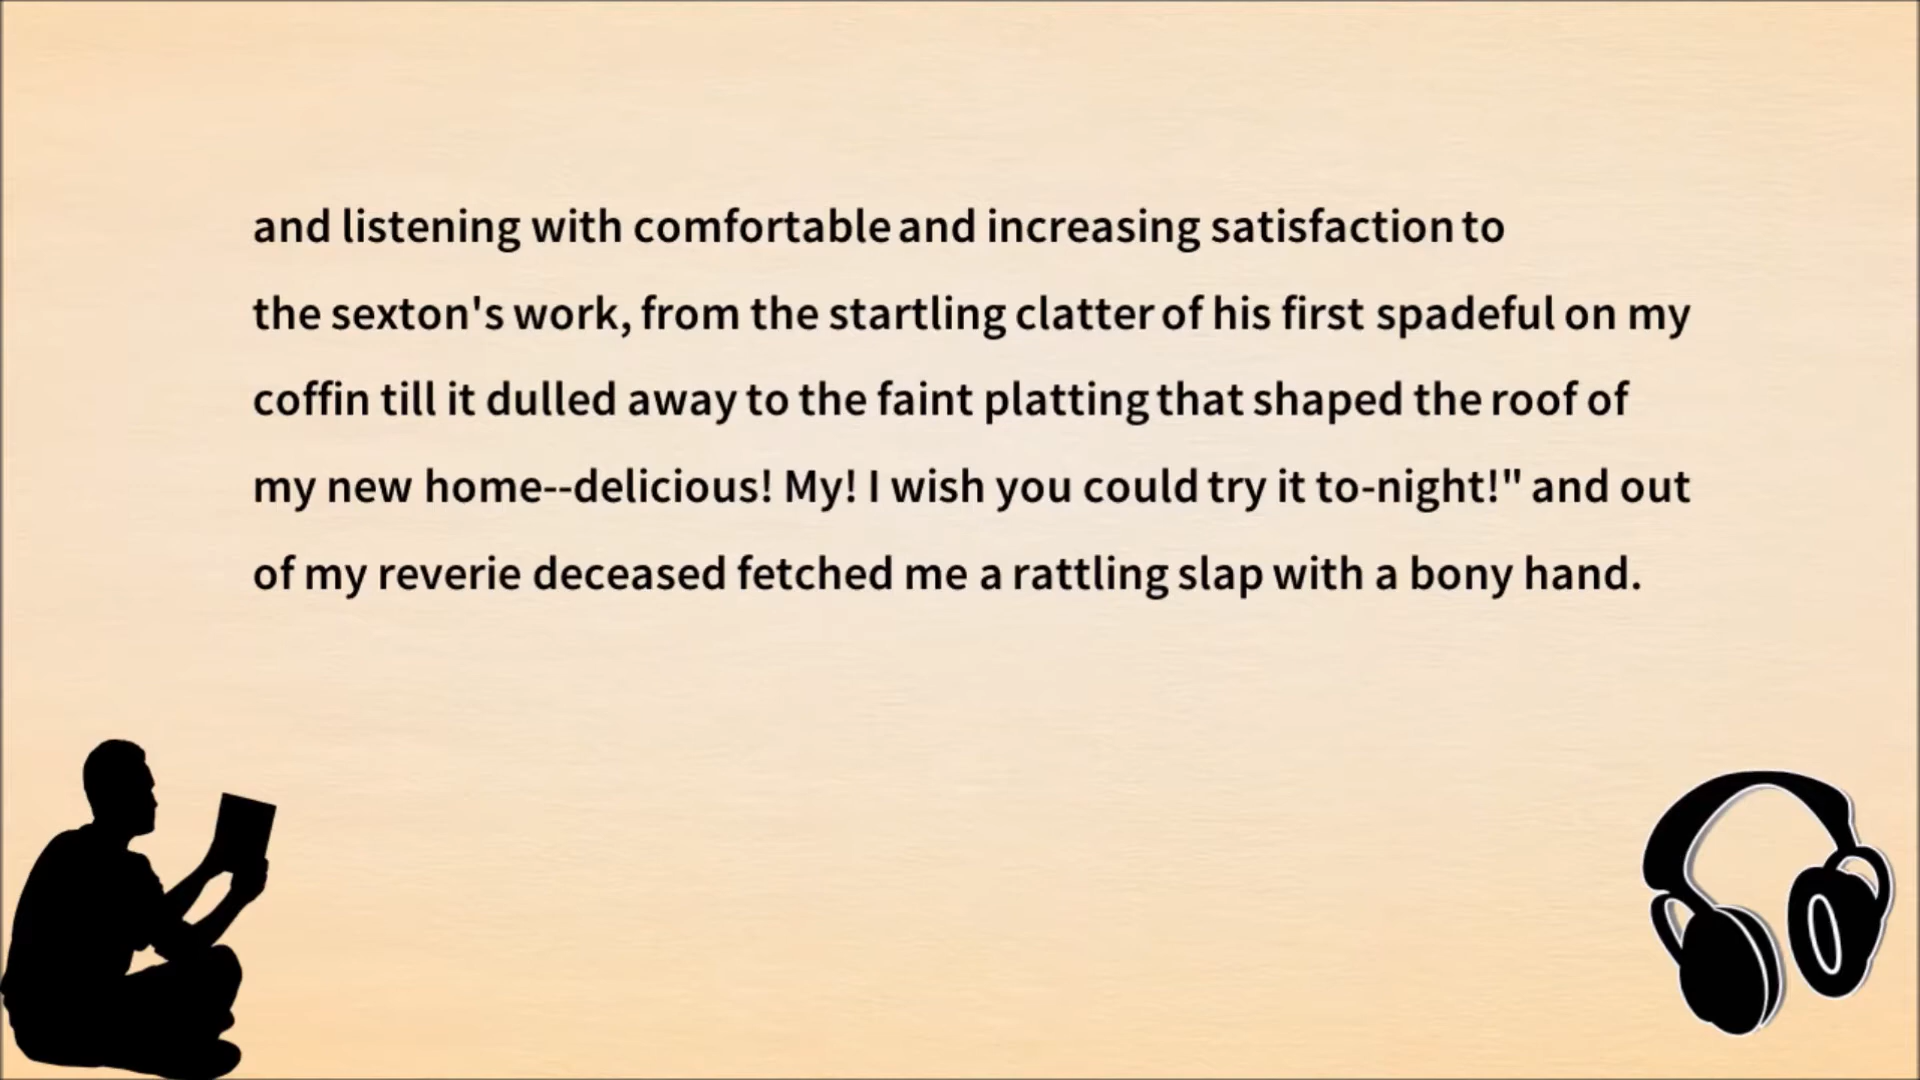 and listening with comfortable and increasing satisfaction to
the sexton's work, from the startling clatter of his first spadeful on my
coffin till it dulled away to the faint platting that shaped the roof of
my new home--delicious! My! I wish you could try it to-night!" and out
of my reverie deceased fetched me a rattling slap with a bony hand.